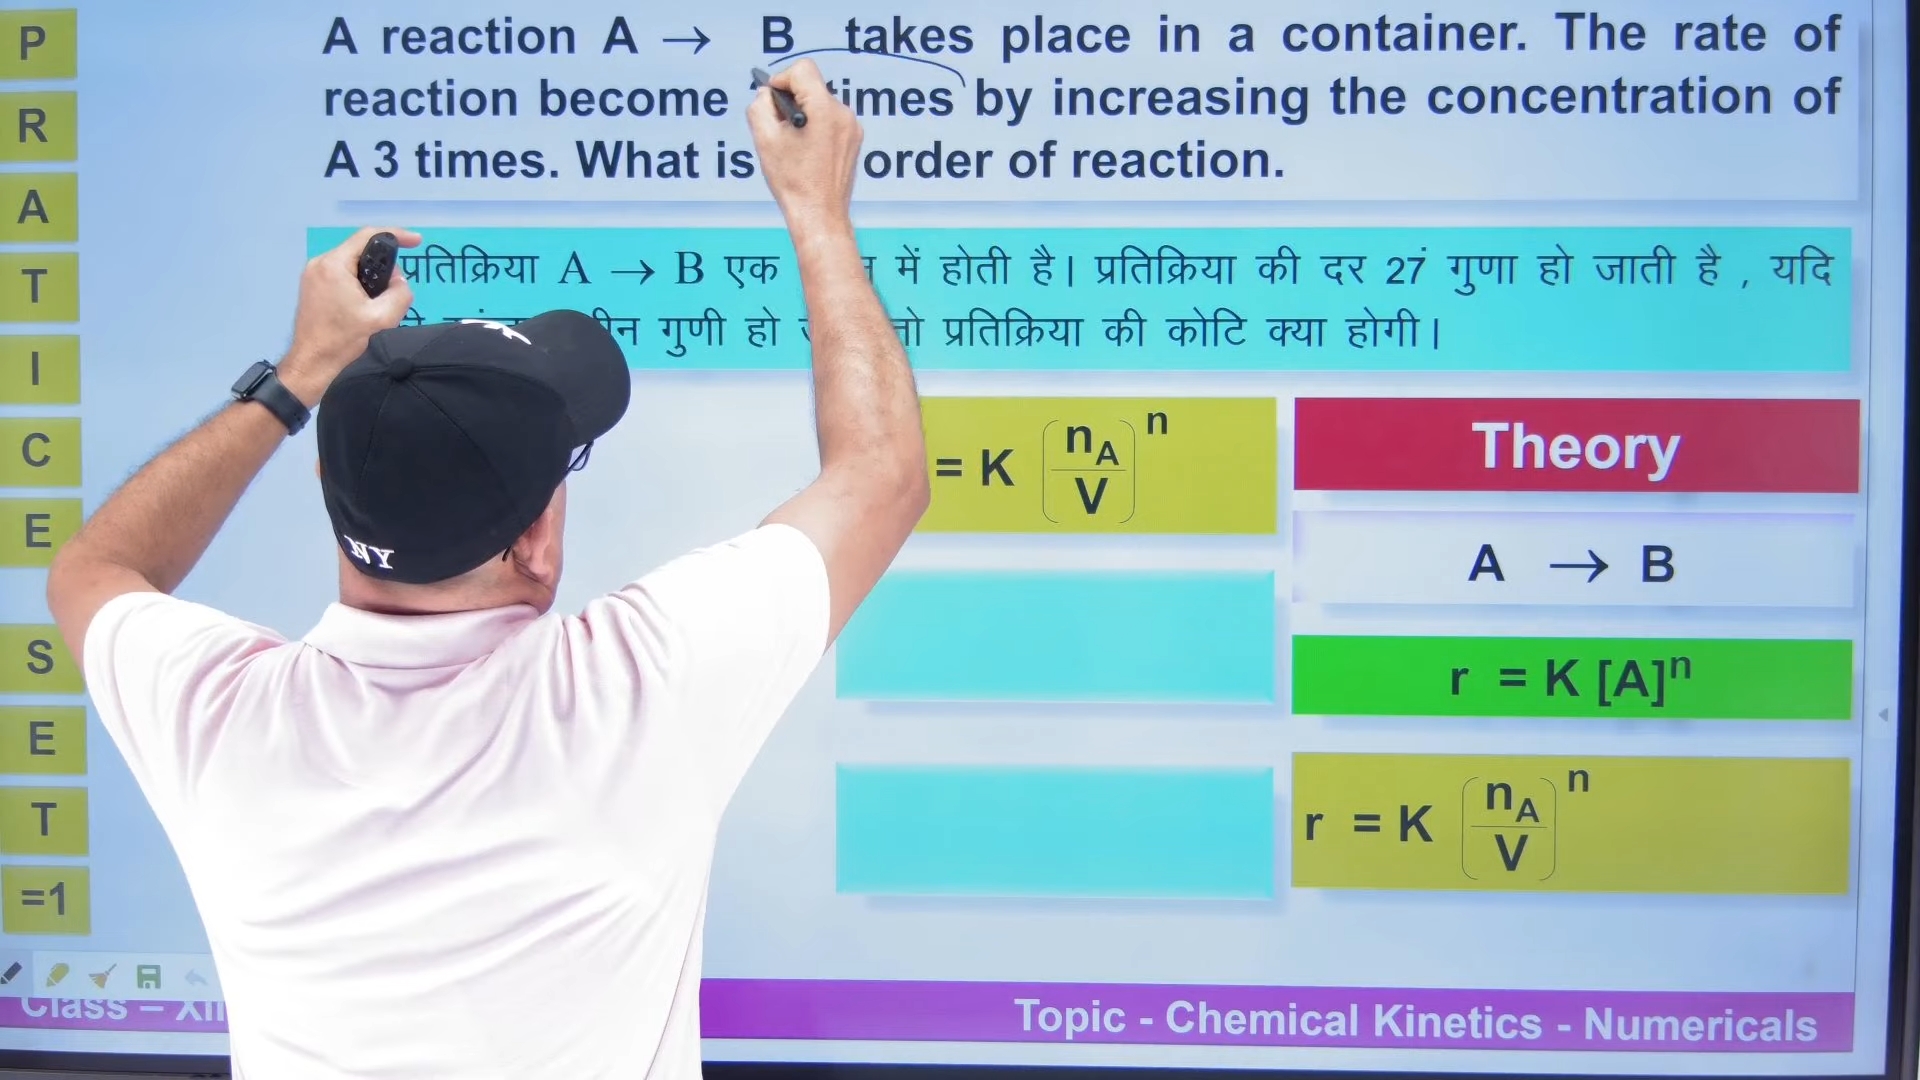 A reaction A → B takes place in a container. The rate of
reaction become times by increasing the concentration of
A 3 times. What is order of reaction.
प्रतिक्रिया A → B एक में होती है। प्रतिक्रिया की दर 27 गुणा हो जाती है , यदि
गुणी हो तो प्रतिक्रिया की कोटि क्या होगी।
= K (nA/V)^n
Theory
A → B
r = K [A]^n
r = K (nA/V)^n
P
R
A
T
I
C
E
S
E
T
=1
NY
Class – XII
Topic - Chemical Kinetics - Numericals